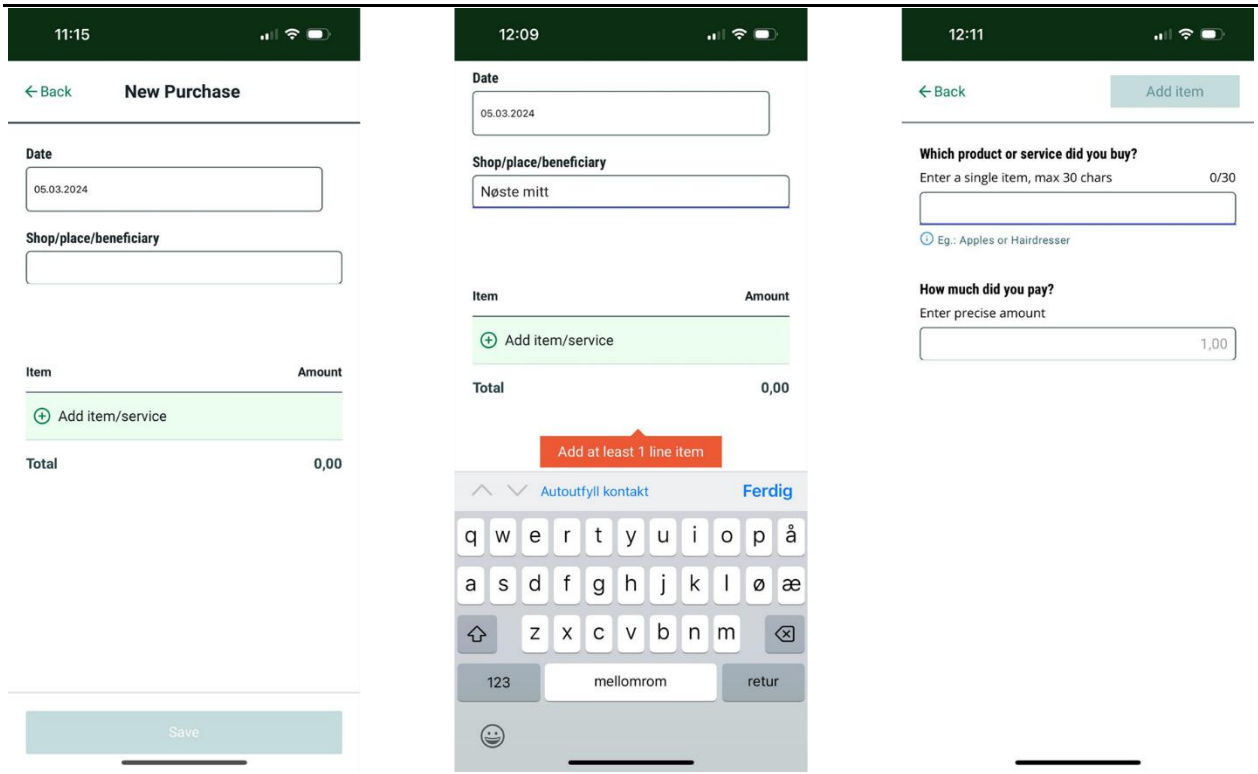 11:15
← Back New Purchase
Date
05.03.2024
Shop/place/beneficiary
Item Amount
Add item/service
Total 0,00
Save
12:09
Date
05.03.2024
Shop/place/beneficiary
Nøste mitt
Item Amount
Add item/service
Total 0,00
Add at least 1 line item
Autoutfyll kontakt Ferdig
q w e r t y u i o p å
a s d f g h j k l ø æ
z x c v b n m
123 mellomrom retur
12:11
← Back Add item
Which product or service did you buy?
Enter a single item, max 30 chars 0/30
Eg.: Apples or Hairdresser
How much did you pay?
Enter precise amount
1,00